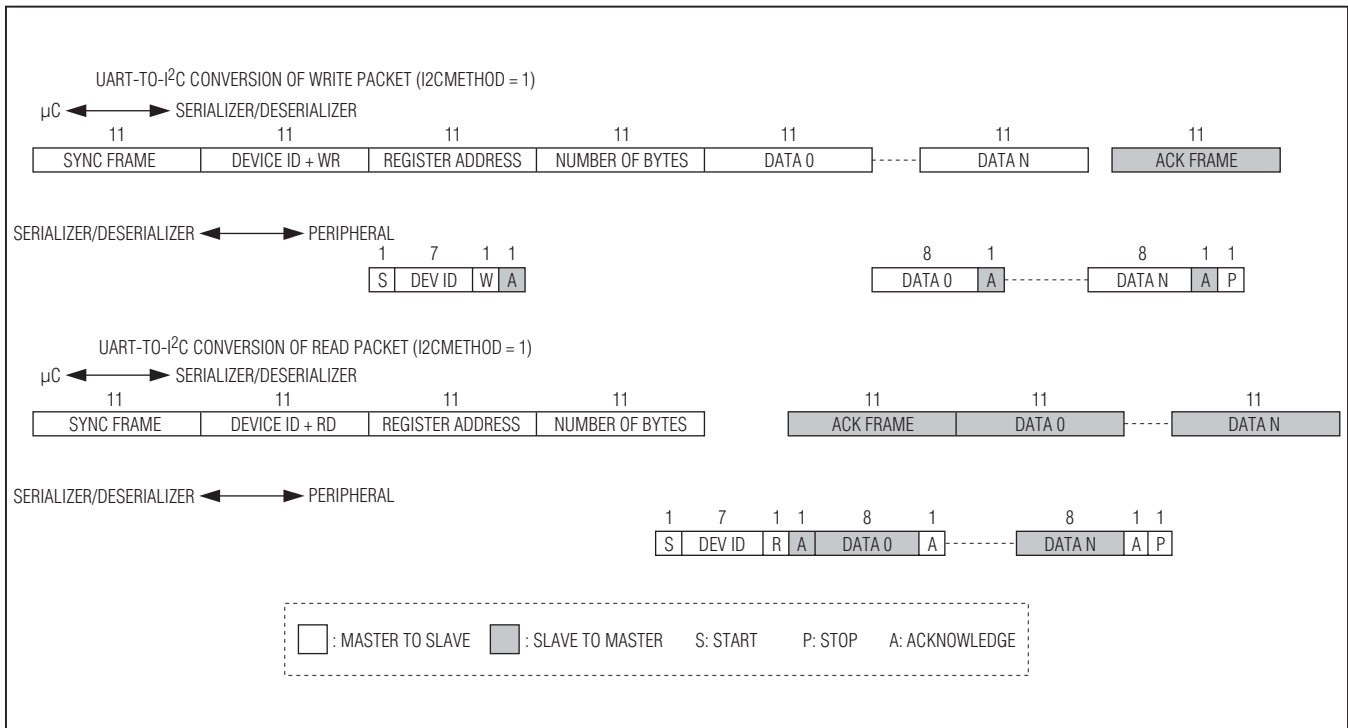 UART-TO-I2C CONVERSION OF WRITE PACKET (I2CMETHOD = 1)
µC SERIALIZER/DESERIALIZER
11 11 11 11 11 11 11
SYNC FRAME DEVICE ID + WR REGISTER ADDRESS NUMBER OF BYTES DATA 0 DATA N ACK FRAME
SERIALIZER/DESERIALIZER PERIPHERAL
1 7 1 1 8 1 8 1 1
S DEV ID W A DATA 0 A DATA N A P
UART-TO-I2C CONVERSION OF READ PACKET (I2CMETHOD = 1)
µC SERIALIZER/DESERIALIZER
11 11 11 11 11 11 11
SYNC FRAME DEVICE ID + RD REGISTER ADDRESS NUMBER OF BYTES ACK FRAME DATA 0 DATA N
SERIALIZER/DESERIALIZER PERIPHERAL
1 7 1 1 8 1 8 1 1
S DEV ID R A DATA 0 A DATA N A P
: MASTER TO SLAVE : SLAVE TO MASTER S: START P: STOP A: ACKNOWLEDGE